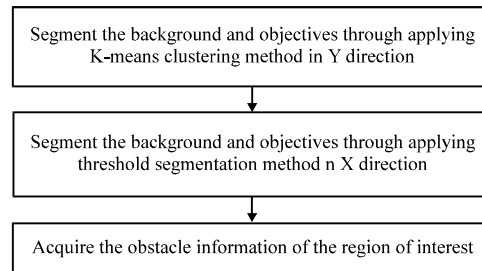 Segment the background and objectives through applying
K-means clustering method in Y direction
Segment the background and objectives through applying
threshold segmentation method n X direction
Acquire the obstacle information of the region of interest